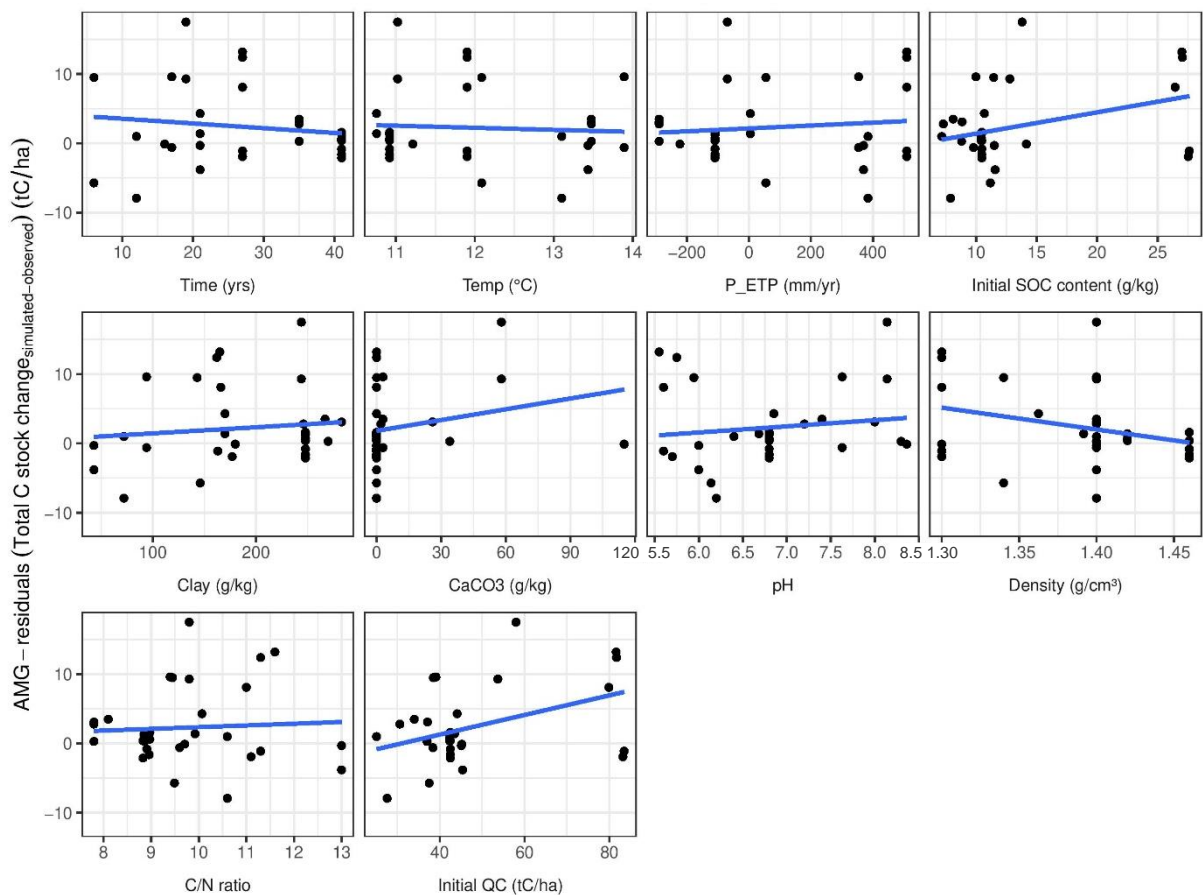 AMG – residuals (Total C stock change simulated–observed) (tC/ha)
10
0
−10
10 20 30 40
Time (yrs)
11 12 13 14
Temp (°C)
−200 0 200 400
P_ETP (mm/yr)
10 15 20 25
Initial SOC content (g/kg)
10
0
−10
100 200
Clay (g/kg)
0 30 60 90 120
CaCO3 (g/kg)
5.5 6.0 6.5 7.0 7.5 8.0 8.5
pH
1.30 1.35 1.40 1.45
Density (g/cm³)
10
0
−10
8 9 10 11 12 13
C/N ratio
40 60 80
Initial QC (tC/ha)